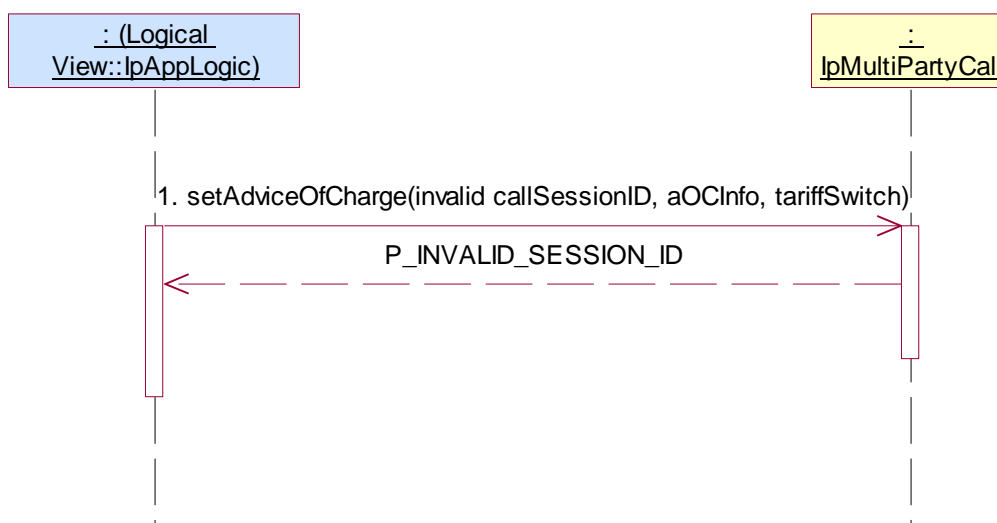 : (Logical
View::IpAppLogic)
:
IpMultiPartyCal
1. setAdviceOfCharge(invalid callSessionID, aOCInfo, tariffSwitch)
P_INVALID_SESSION_ID